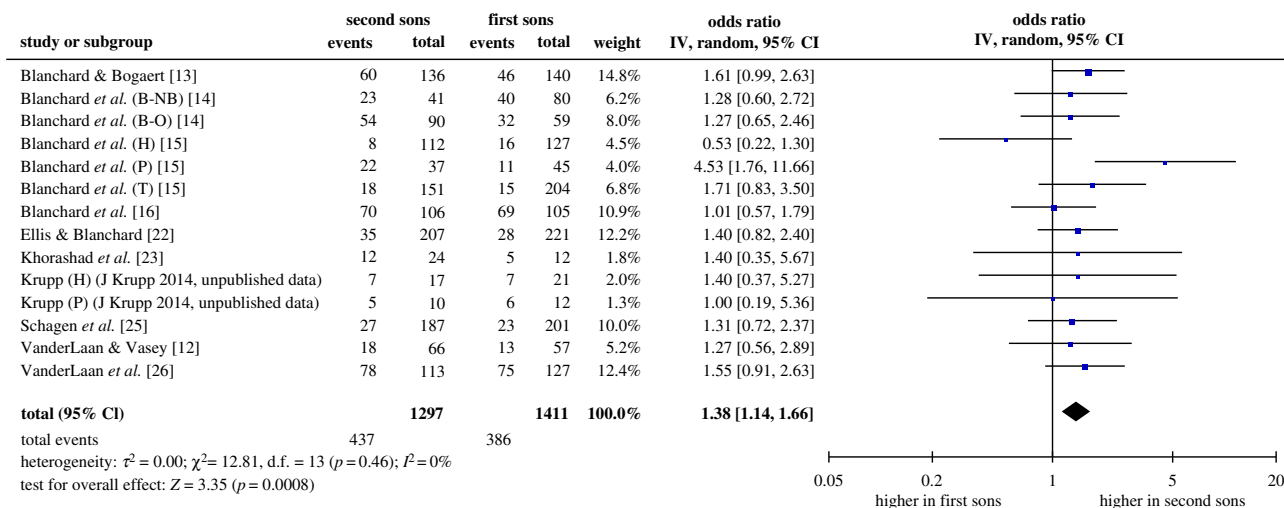 second sons first sons odds ratio odds ratio
study or subgroup events total events total weight IV, random, 95% CI IV, random, 95% CI
Blanchard & Bogaert [13] 60 136 46 140 14.8% 1.61 [0.99, 2.63]
Blanchard et al. (B-NB) [14] 23 41 40 80 6.2% 1.28 [0.60, 2.72]
Blanchard et al. (B-O) [14] 54 90 32 59 8.0% 1.27 [0.65, 2.46]
Blanchard et al. (H) [15] 8 112 16 127 4.5% 0.53 [0.22, 1.30]
Blanchard et al. (P) [15] 22 37 11 45 4.0% 4.53 [1.76, 11.66]
Blanchard et al. (T) [15] 18 151 15 204 6.8% 1.71 [0.83, 3.50]
Blanchard et al. [16] 70 106 69 105 10.9% 1.01 [0.57, 1.79]
Ellis & Blanchard [22] 35 207 28 221 12.2% 1.40 [0.82, 2.40]
Khorashad et al. [23] 12 24 5 12 1.8% 1.40 [0.35, 5.67]
Krupp (H) (J Krupp 2014, unpublished data) 7 17 7 21 2.0% 1.40 [0.37, 5.27]
Krupp (P) (J Krupp 2014, unpublished data) 5 10 6 12 1.3% 1.00 [0.19, 5.36]
Schagen et al. [25] 27 187 23 201 10.0% 1.31 [0.72, 2.37]
VanderLaan & Vasey [12] 18 66 13 57 5.2% 1.27 [0.56, 2.89]
VanderLaan et al. [26] 78 113 75 127 12.4% 1.55 [0.91, 2.63]
total (95% CI) 1297 1411 100.0% 1.38 [1.14, 1.66]
total events 437 386
heterogeneity: τ² = 0.00; χ²= 12.81, d.f. = 13 (p = 0.46); I² = 0%
test for overall effect: Z = 3.35 (p = 0.0008)
0.05 0.2 1 5 20
higher in first sons higher in second sons